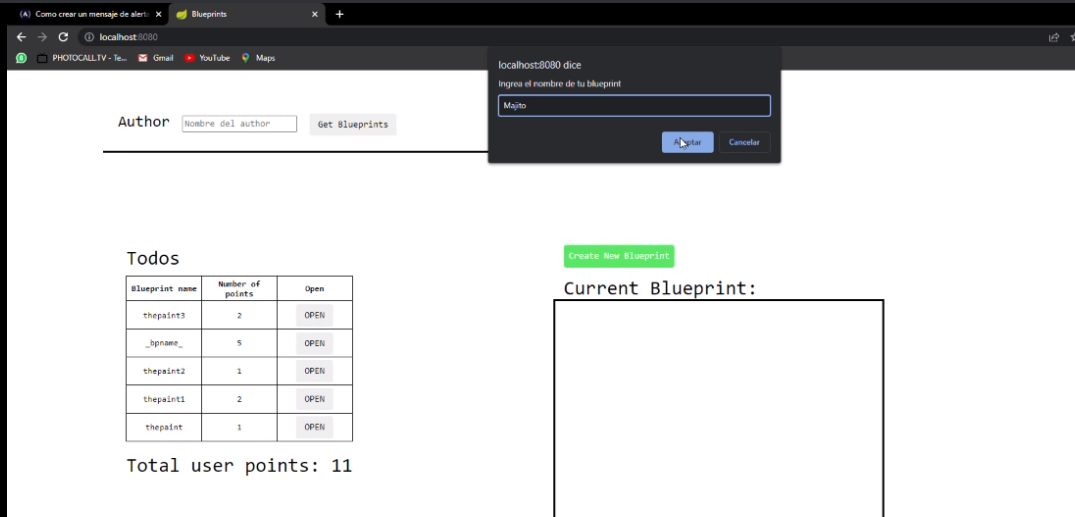 (A) Como crear un mensaje de alerta
Blueprints
localhost:8080
PHOTOCALL.TV - Te...
Gmail
YouTube
Maps
localhost:8080 dice
Ingrea el nombre de tu blueprint
Majito
Aceptar
Cancelar
Author
Nombre del author
Get Blueprints
Todos
Blueprint name
Number of
points
Open
thepaint3 2 OPEN
_bpname_ 5 OPEN
thepaint2 1 OPEN
thepaint1 2 OPEN
thepaint 1 OPEN
Total user points: 11
Create New Blueprint
Current Blueprint: